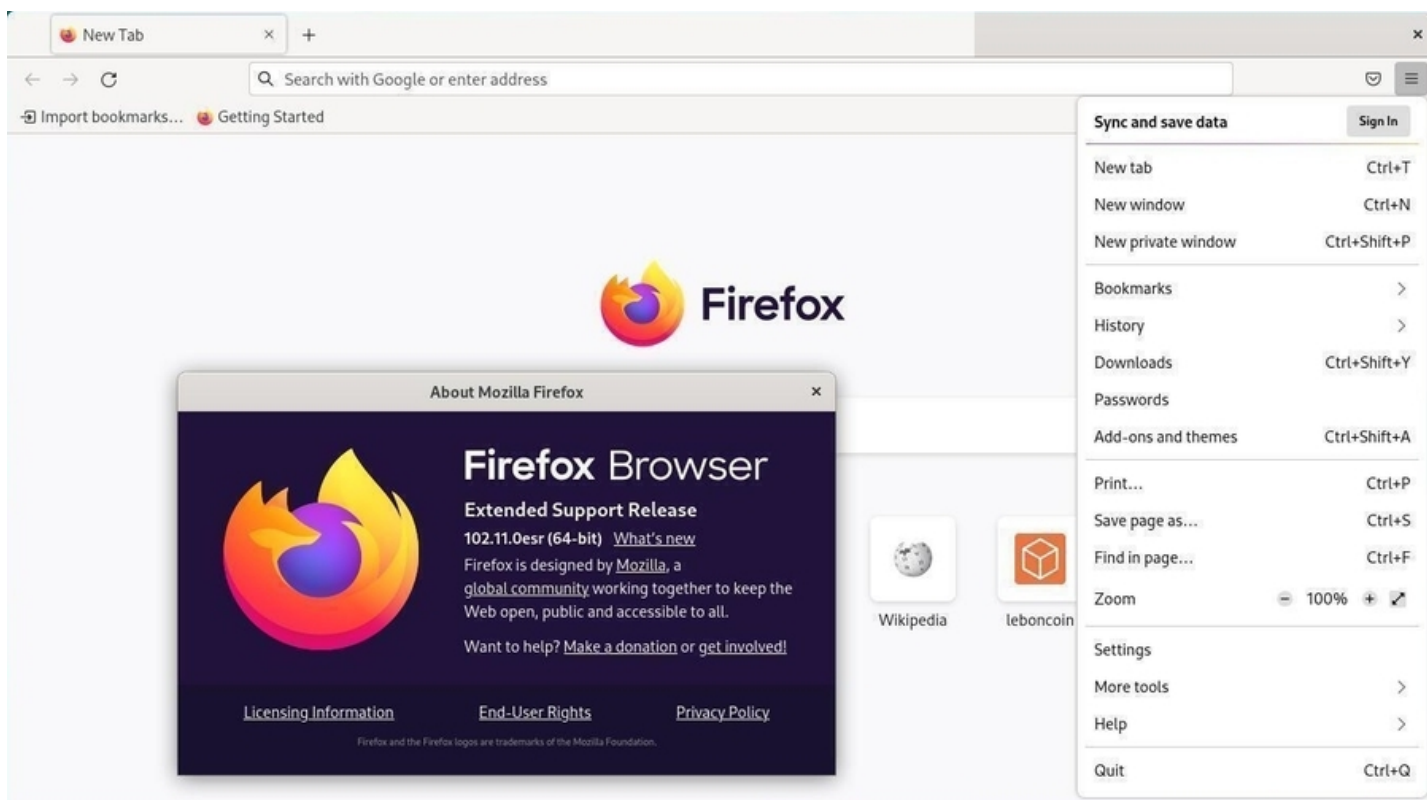 New Tab
Search with Google or enter address
Import bookmarks... Getting Started
Firefox
Wikipedia
leboncoin
About Mozilla Firefox
Firefox Browser
Extended Support Release
102.11.0esr (64-bit) What's new
Firefox is designed by Mozilla, a
global community working together to keep the
Web open, public and accessible to all.
Want to help? Make a donation or get involved!
Licensing Information End-User Rights Privacy Policy
Firefox and the Firefox logos are trademarks of the Mozilla Foundation.
Sync and save data Sign In
New tab Ctrl+T
New window Ctrl+N
New private window Ctrl+Shift+P
Bookmarks
History
Downloads Ctrl+Shift+Y
Passwords
Add-ons and themes Ctrl+Shift+A
Print... Ctrl+P
Save page as... Ctrl+S
Find in page... Ctrl+F
Zoom 100%
Settings
More tools
Help
Quit Ctrl+Q